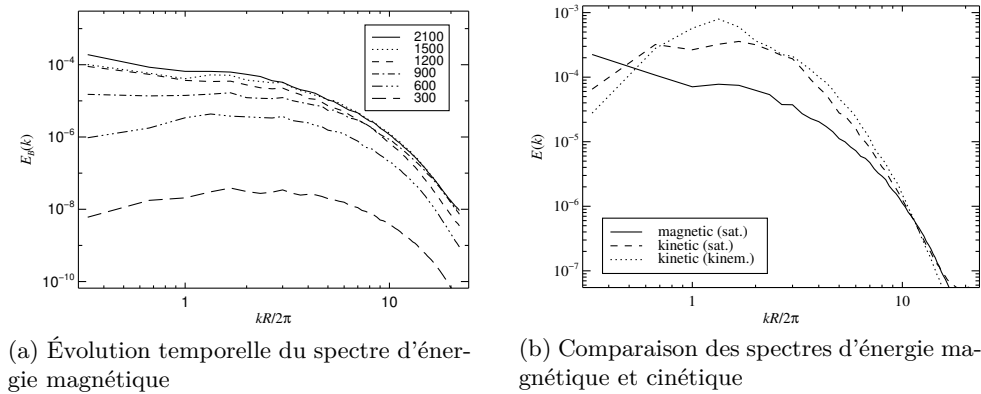 10⁻⁴
10⁻⁶
10⁻⁸
10⁻¹⁰
E_B(k)
2100
1500
1200
900
600
300
1
10
kR/2π
(a) Évolution temporelle du spectre d'éner-
gie magnétique
10⁻³
10⁻⁴
10⁻⁵
10⁻⁶
10⁻⁷
E(k)
magnetic (sat.)
kinetic (sat.)
kinetic (kinem.)
1
10
kR/2π
(b) Comparaison des spectres d'énergie ma-
gnétique et cinétique